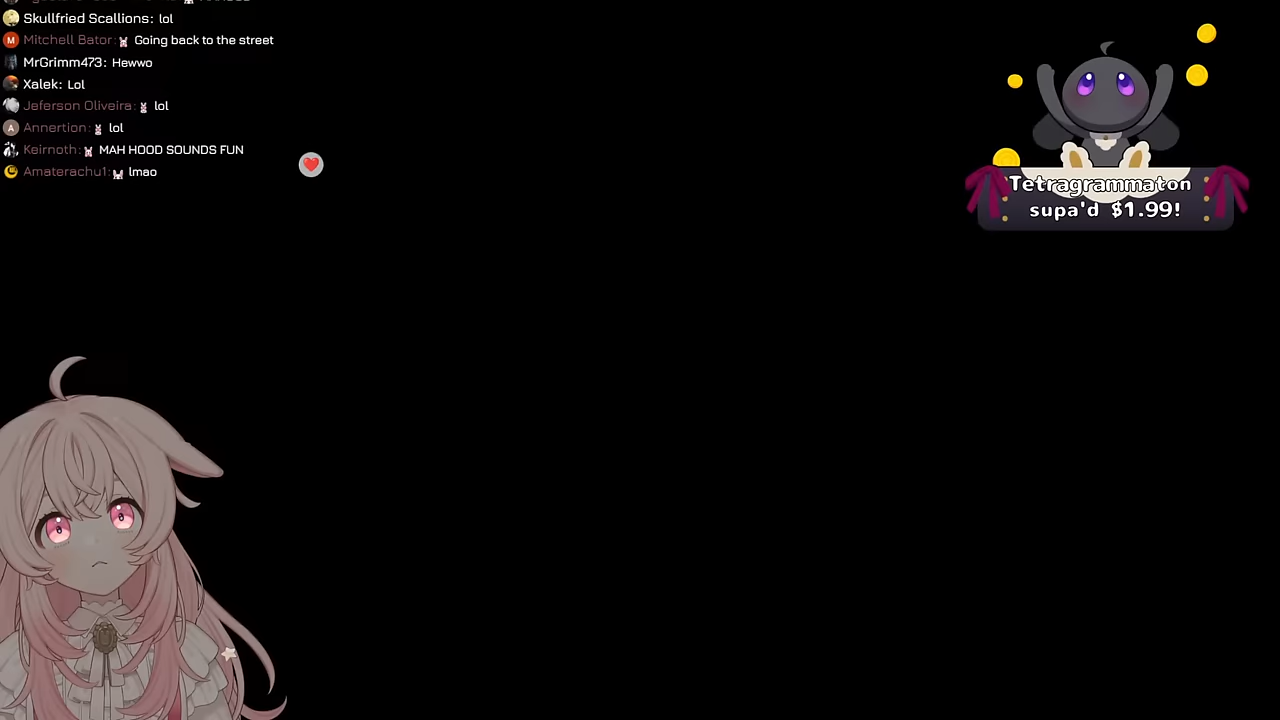 Skullfried Scallions: lol
Mitchell Bator: Going back to the street
MrGrimm473: Hewwo
Xalek: Lol
Jeferson Oliveira: lol
Annertion: lol
Keirnoth: MAH HOOD SOUNDS FUN
Amaterachu1: lmao
Tetragrammaton
supa'd $1.99!